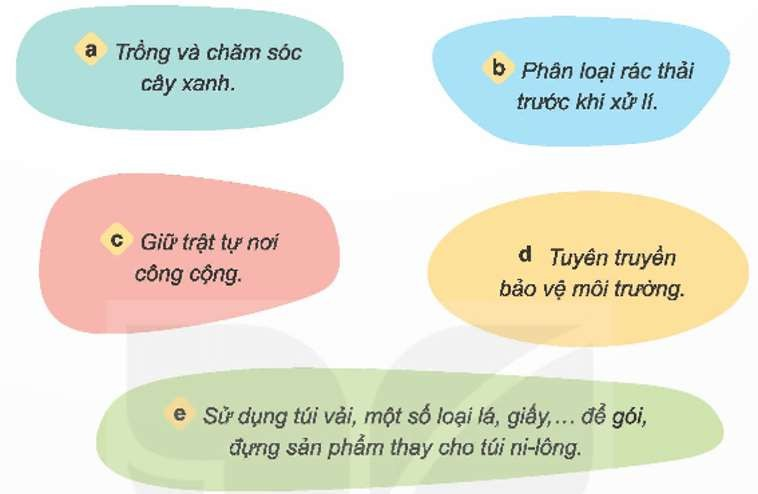 a Trồng và chăm sóc
cây xanh.
b Phân loại rác thải
trước khi xử lí.
c Giữ trật tự nơi
công cộng.
d Tuyên truyền
bảo vệ môi trường.
e Sử dụng túi vải, một số loại lá, giấy,... để gói,
đựng sản phẩm thay cho túi ni-lông.